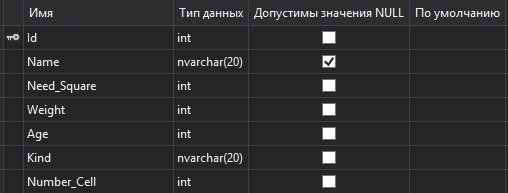 Имя Тип данных Допустимы значения NULL По умолчанию
Id int
Name nvarchar(20)
Need_Square int
Weight int
Age int
Kind nvarchar(20)
Number_Cell int